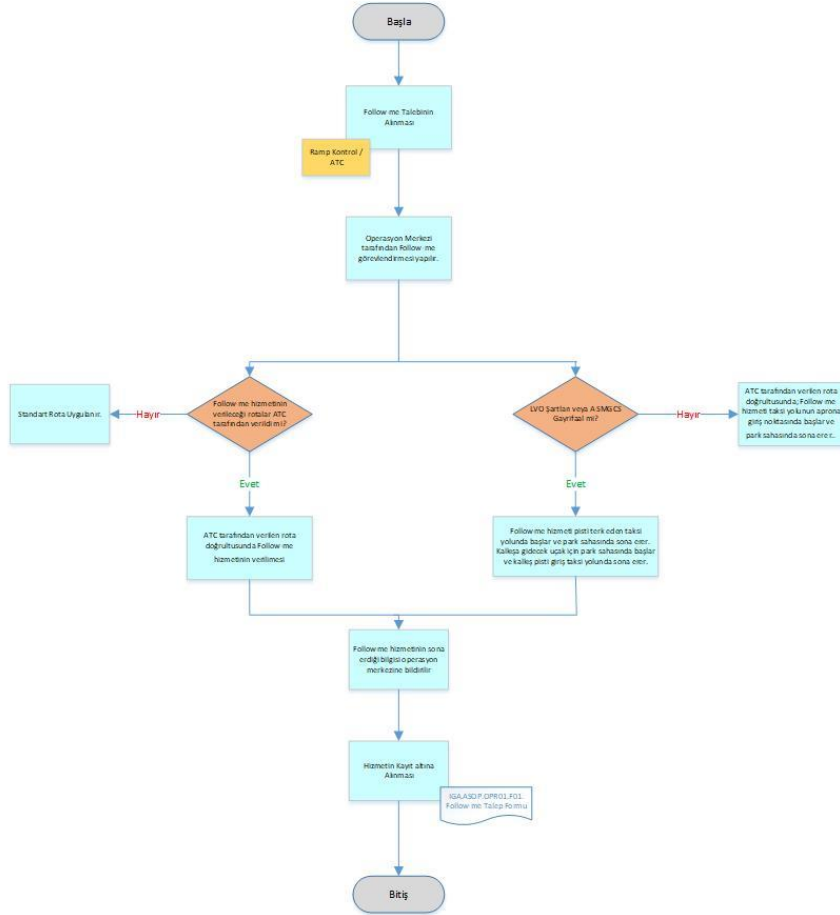 Başla
Follow-me Talebinin
Alınması
Ramp Kontrol /
ATC
Operasyon Merkezi
tarafından Follow-me
görevlendirmesi yapılır.
Follow me hizmetinin
verileceği rotalar ATC
tarafından verildi mi?
Hayır
Standart Rota Uygulanır.
Evet
ATC tarafından verilen rota
doğrultusunda Follow-me
hizmetinin verilmesi
LVO Şartları veya ASMGCS
Gayrifaal mi?
Hayır
ATC tarafından verilen rota
doğrultusunda; Follow me
hizmeti taksi yolunun aprona
giriş noktasında başlar ve
park sahasında sona erer..
Evet
Follow me hizmeti pisti terk eden taksi
yolunda başlar ve park sahasında sona erer.
Kalkışa gidecek uçak için park sahasında başlar
ve kalkış pisti giriş taksi yolunda sona erer.
Follow me hizmetinin sona
erdiği bilgisi operasyon
merkezine bildirilir
Hizmetin Kayıt altına
Alınması
IGA.ASOP.OPR01.F01.
Follow me Talep Formu
Bitiş